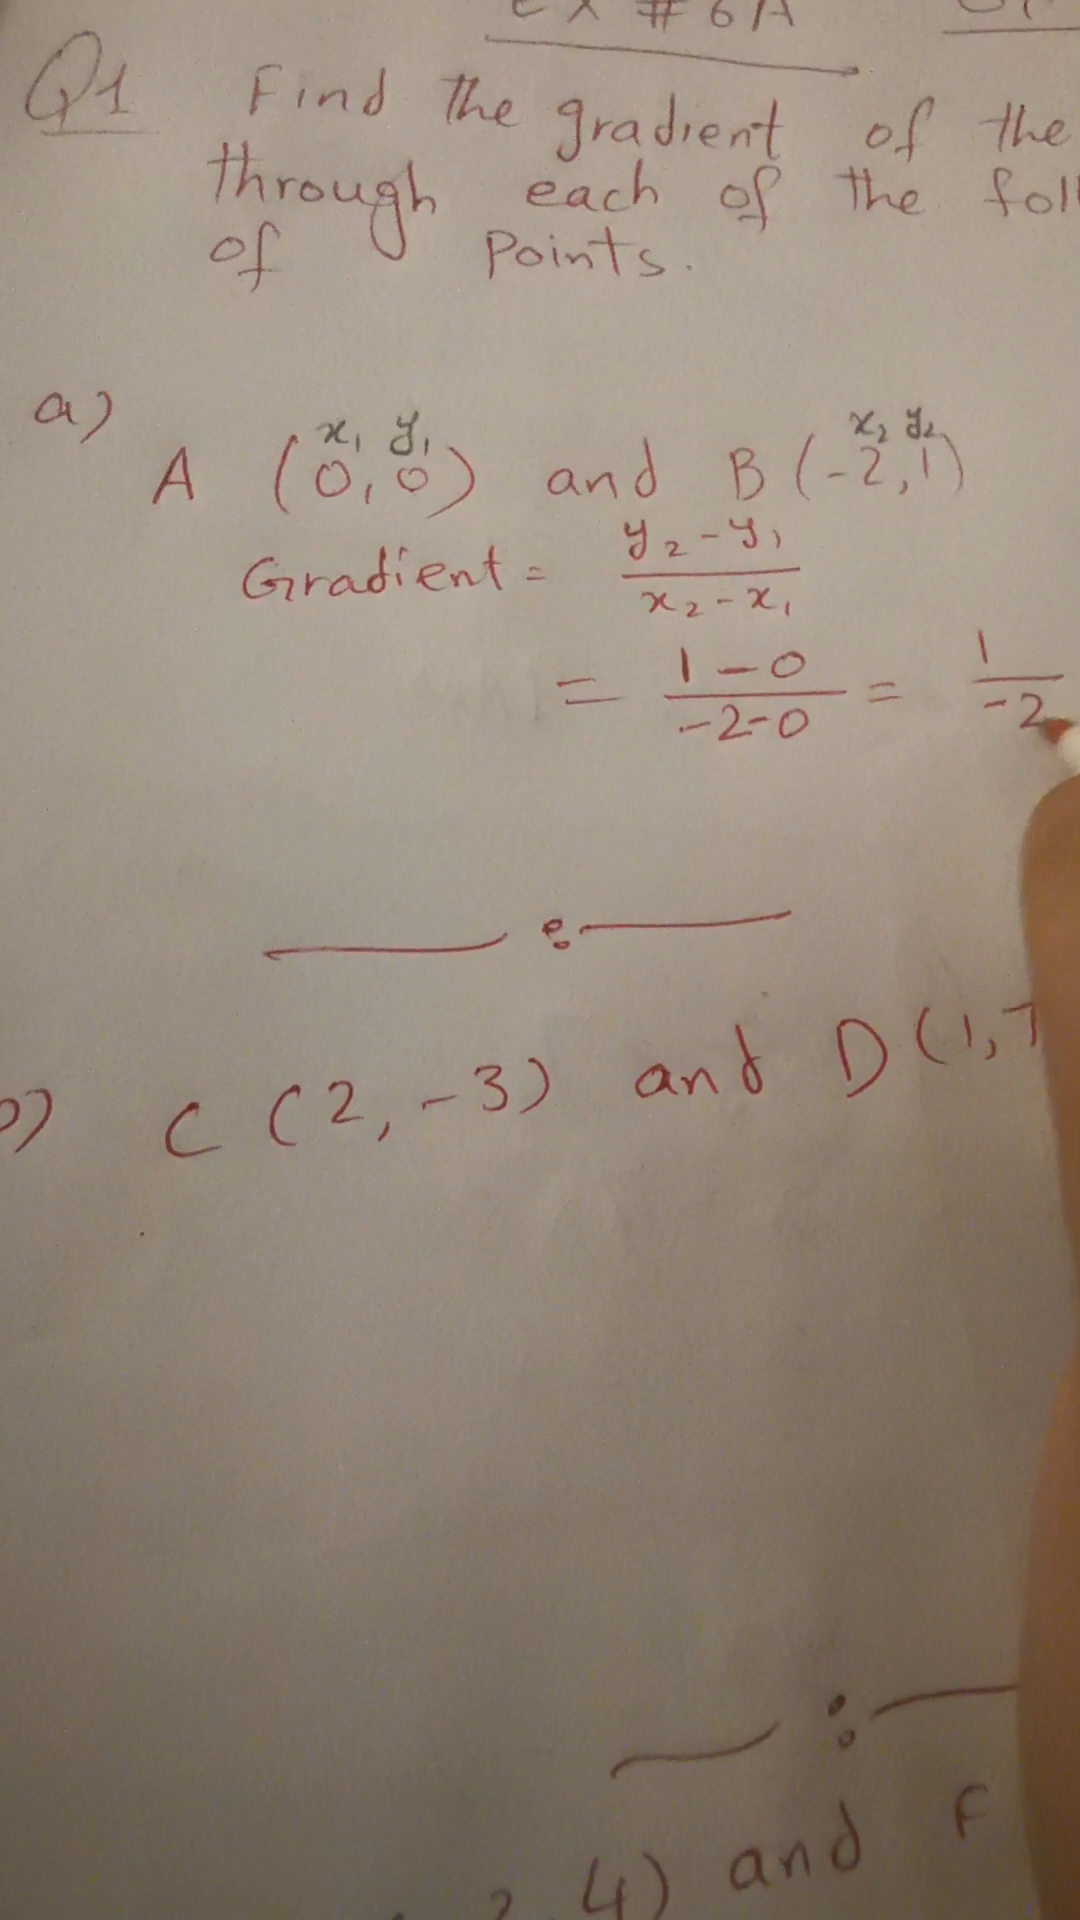 Ex # 6A
Q1 Find the gradient of the
through each of the foll
of Points.
a)
x₁ y₁ x₂ y₂
A (0,0) and B(-2,1)
Gradient = y₂-y₁ / x₂-x₁
= 1-0 / -2-0 = 1 / -2
) C (2,-3) and D(1,7
4) and F